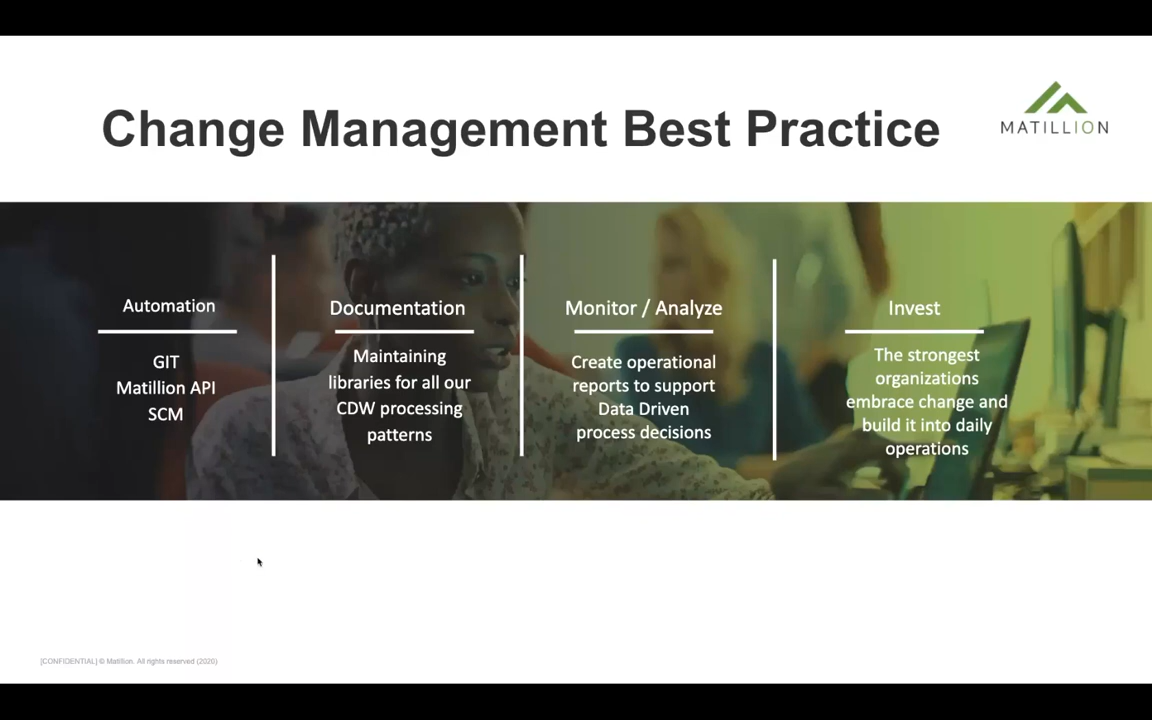 Change Management Best Practice
MATILLION
Automation
GIT
Matillion API
SCM
Documentation
Maintaining
libraries for all our
CDW processing
patterns
Monitor / Analyze
Create operational
reports to support
Data Driven
process decisions
Invest
The strongest
organizations
embrace change and
build it into daily
operations
[CONFIDENTIAL] © Matillion. All rights reserved (2020)